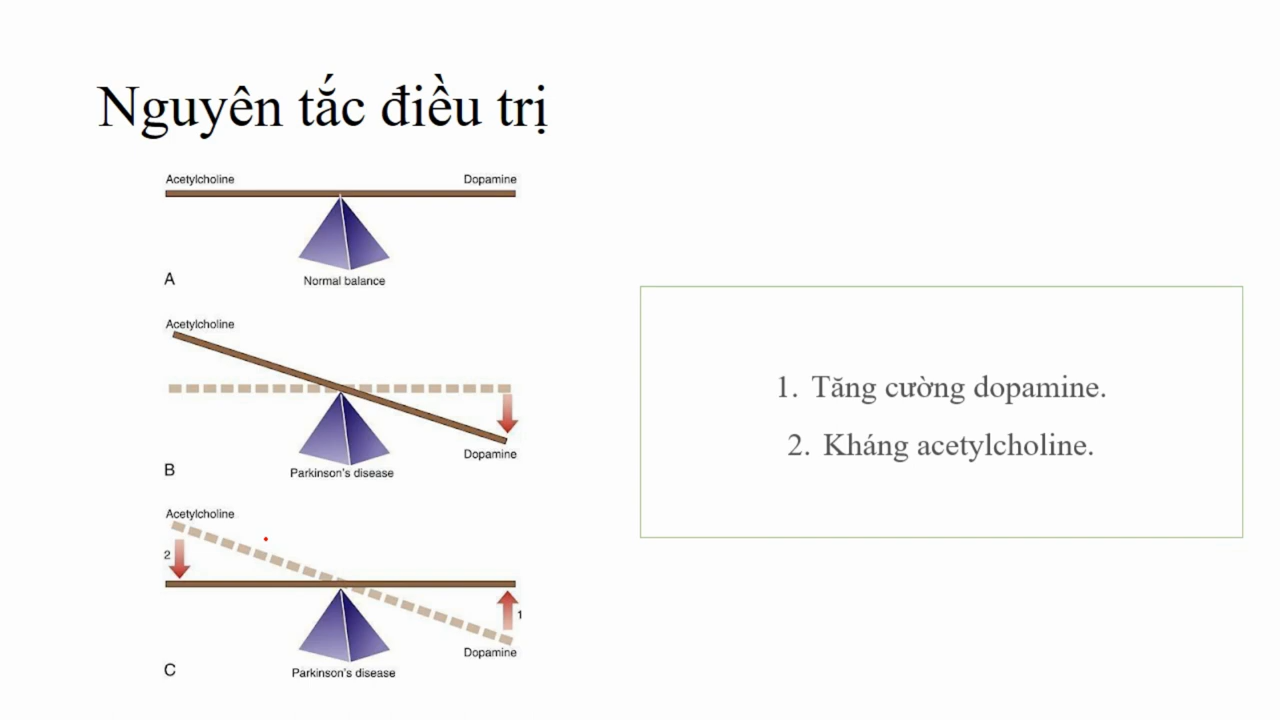 Nguyên tắc điều trị
Acetylcholine Dopamine
A
Normal balance
Acetylcholine
B
Dopamine
Parkinson's disease
Acetylcholine
2
1
Dopamine
C
Parkinson's disease
1. Tăng cường dopamine.
2. Kháng acetylcholine.